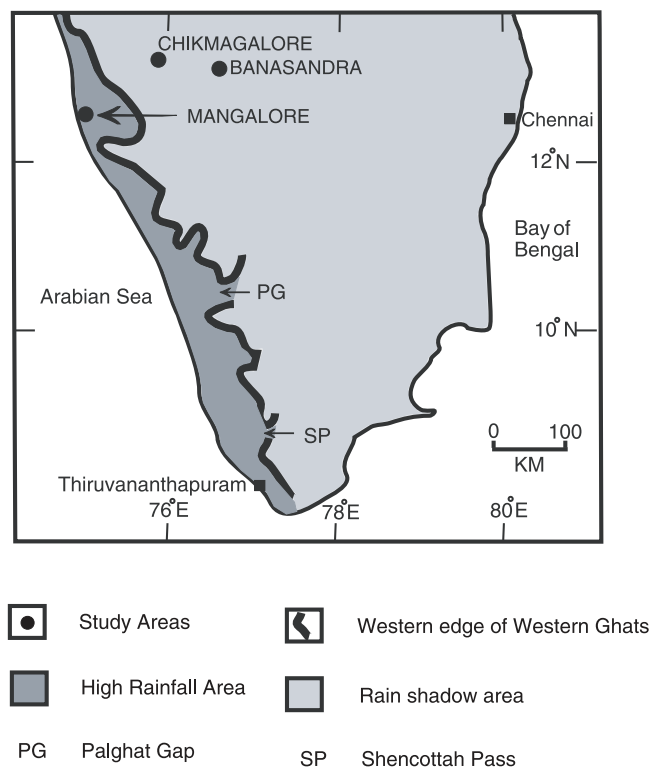 CHIKMAGALORE
BANASANDRA
MANGALORE
Chennai
12°N
Bay of
Bengal
PG
Arabian Sea
10°N
SP
0 100
KM
Thiruvananthapuram
76°E 78°E 80°E
Study Areas
Western edge of Western Ghats
High Rainfall Area
Rain shadow area
PG Palghat Gap
SP Shencottah Pass